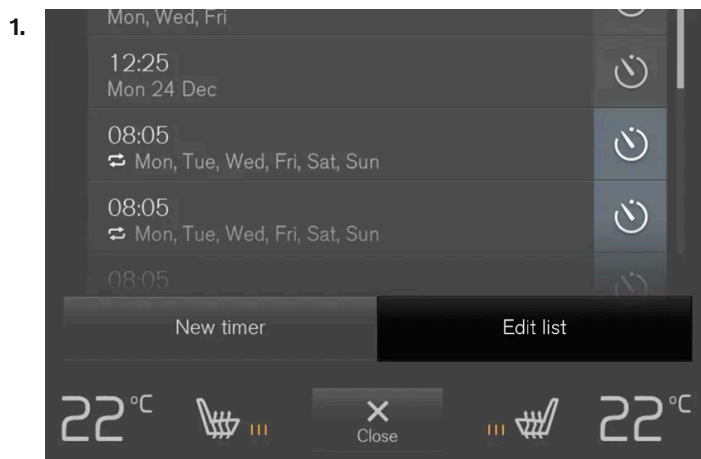 1.
Mon, Wed, Fri
12:25
Mon 24 Dec
08:05
Mon, Tue, Wed, Fri, Sat, Sun
08:05
Mon, Tue, Wed, Fri, Sat, Sun
08:05
New timer Edit list
22°C Close 22°C